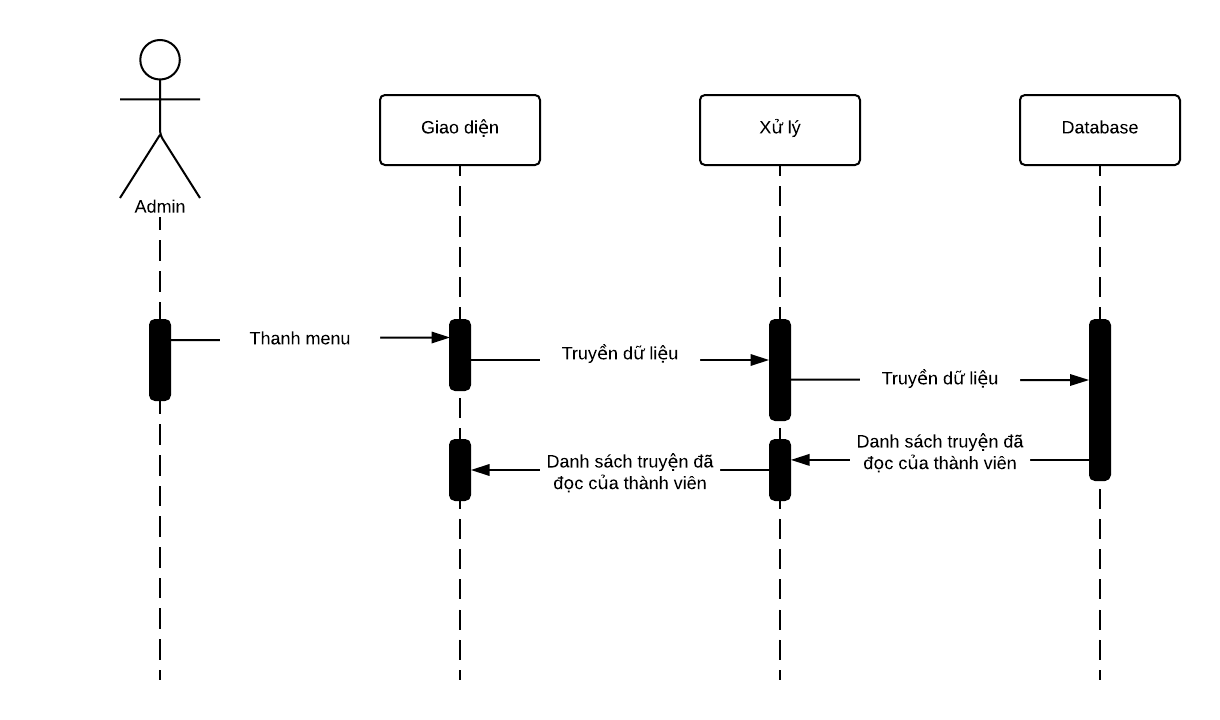 Giao diện
Xử lý
Database
Admin
Thanh menu
Truyền dữ liệu
Truyền dữ liệu
Danh sách truyện đã
đọc của thành viên
Danh sách truyện đã
đọc của thành viên